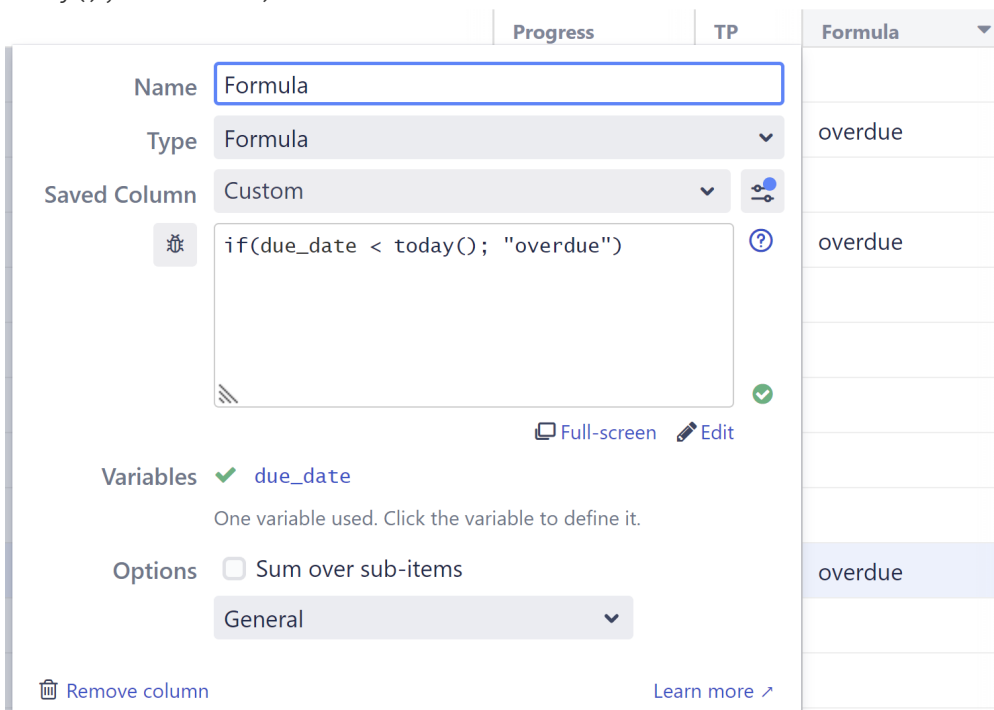 Progress TP Formula
Name Formula
Type Formula
overdue
Saved Column Custom
if(due_date < today(); "overdue")
overdue
Full-screen Edit
Variables due_date
One variable used. Click the variable to define it.
Options Sum over sub-items
overdue
General
Remove column Learn more ↗